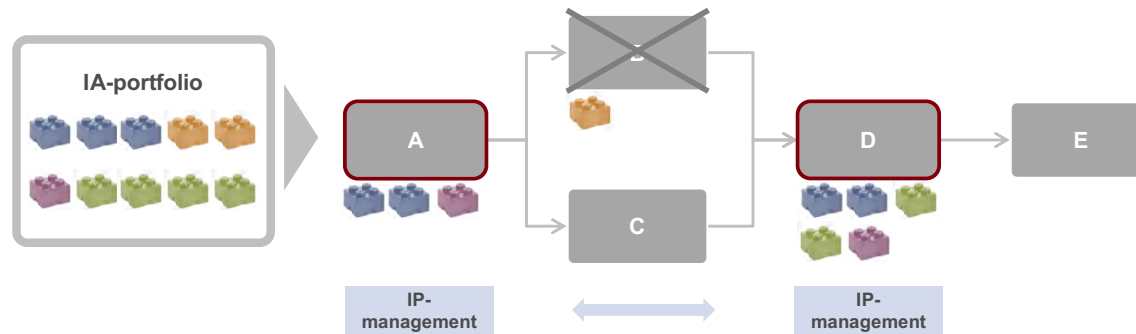 IA-portfolio
A
B
C
D
E
IP-
management
IP-
management